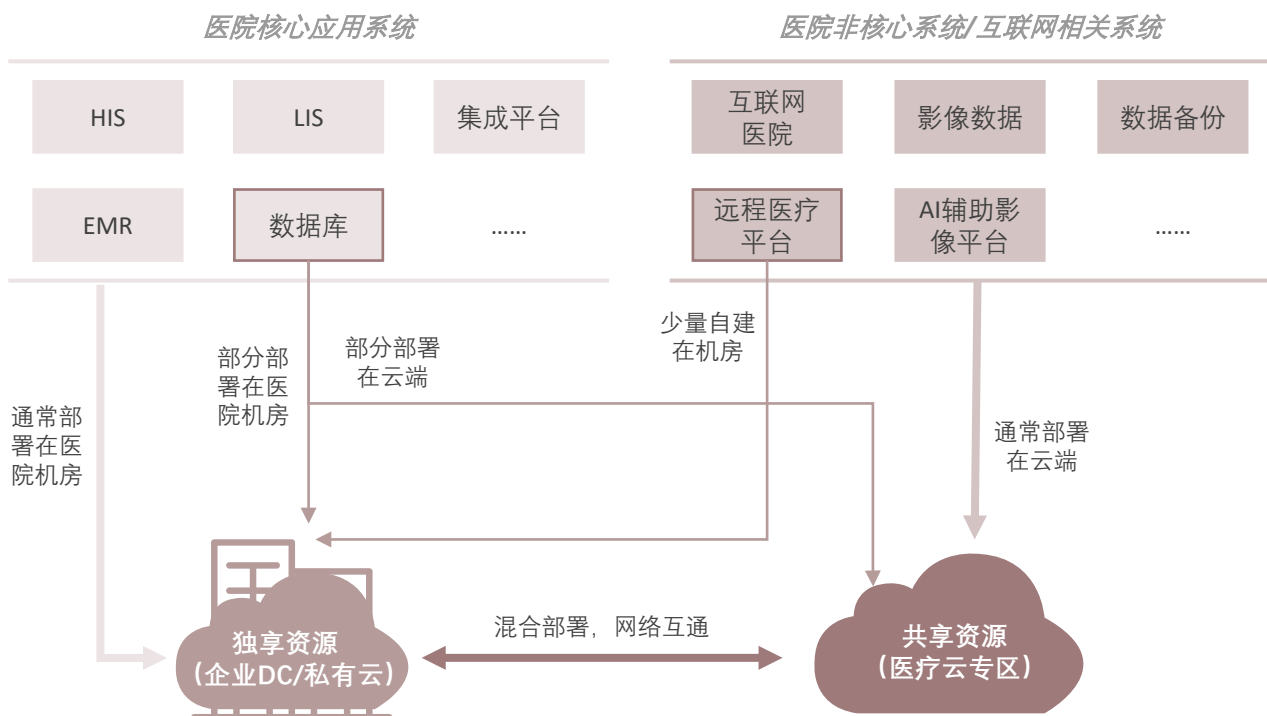 医院核心应用系统
医院非核心系统/互联网相关系统
HIS
LIS
集成平台
互联网
医院
影像数据
数据备份
EMR
数据库
……
远程医疗
平台
AI辅助影
像平台
……
通常部
署在医
院机房
部分部
署在医
院机房
部分部署
在云端
少量自建
在机房
通常部署
在云端
独享资源
（企业DC/私有云）
混合部署，网络互通
共享资源
（医疗云专区）